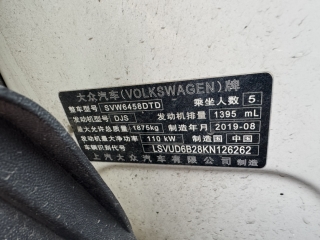 大众汽车(VOLKSWAGEN)牌
整车型号 SVW6458DTD 乘坐人数 5
发动机型号 DJS 发动机排量 1395 mL
最大允许总质量 1875kg 制造年月 2019-08
发动机最大净功率 110 kW 制造国 中国
车辆识别代号 LSVUD6B28KN126262
上汽大众汽车有限公司制造